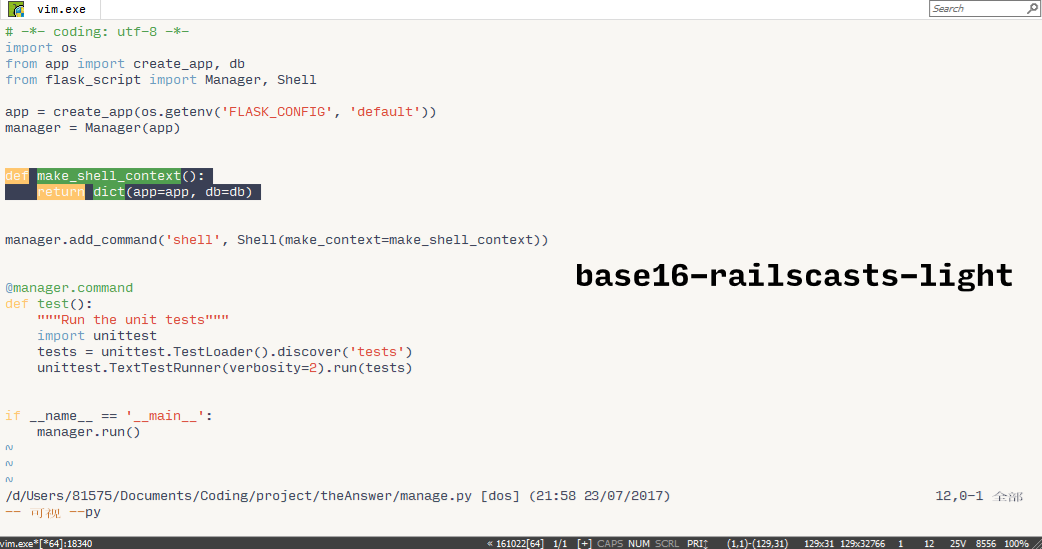 vim.exe
Search
# -*- coding: utf-8 -*-
import os
from app import create_app, db
from flask_script import Manager, Shell
app = create_app(os.getenv('FLASK_CONFIG', 'default'))
manager = Manager(app)
def make_shell_context():
    return dict(app=app, db=db)
manager.add_command('shell', Shell(make_context=make_shell_context))
base16-railscasts-light
@manager.command
def test():
    """Run the unit tests"""
    import unittest
    tests = unittest.TestLoader().discover('tests')
    unittest.TextTestRunner(verbosity=2).run(tests)
if __name__ == '__main__':
    manager.run()
~
~
~
/d/Users/81575/Documents/Coding/project/theAnswer/manage.py [dos] (21:58 23/07/2017) 12,0-1 全部
-- 可视 --py
vim.exe*[*64]:18340 « 161022[64] 1/1 [+] CAPS NUM SCRL PRI↕ (1,1)-(129,31) 129x31 129x32766 1 12 25V 8556 100%